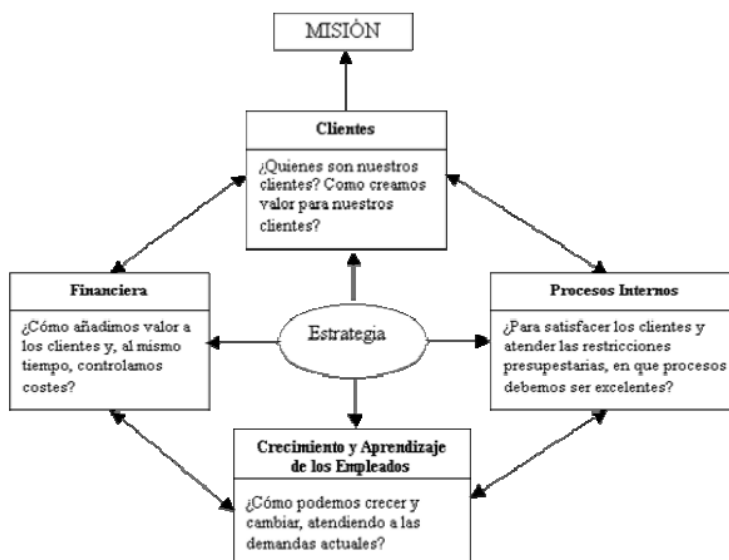 MISIÓN
Clientes
¿Quienes son nuestros
clientes? Como creamos
valor para nuestros
clientes?
Financiera
¿Cómo añadimos valor a
los clientes y, al mismo
tiempo, controlamos
costes?
Estrategia
Procesos Internos
¿Para satisfacer los clientes y
atender las restricciones
presupestarias, en que procesos
debemos ser excelentes?
Crecimiento y Aprendizaje
de los Empleados
¿Cómo podemos crecer y
cambiar, atendiendo a las
demandas actuales?